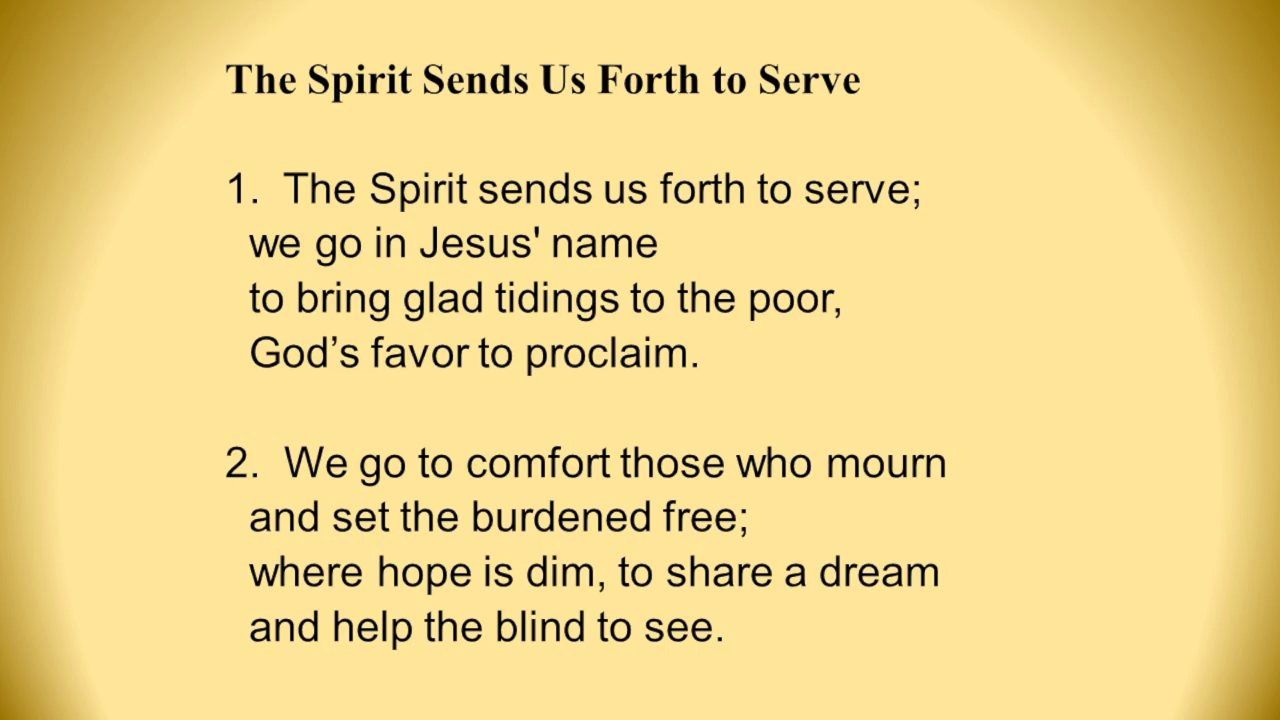 The Spirit Sends Us Forth to Serve
1. The Spirit sends us forth to serve;
we go in Jesus' name
to bring glad tidings to the poor,
God’s favor to proclaim.
2. We go to comfort those who mourn
and set the burdened free;
where hope is dim, to share a dream
and help the blind to see.